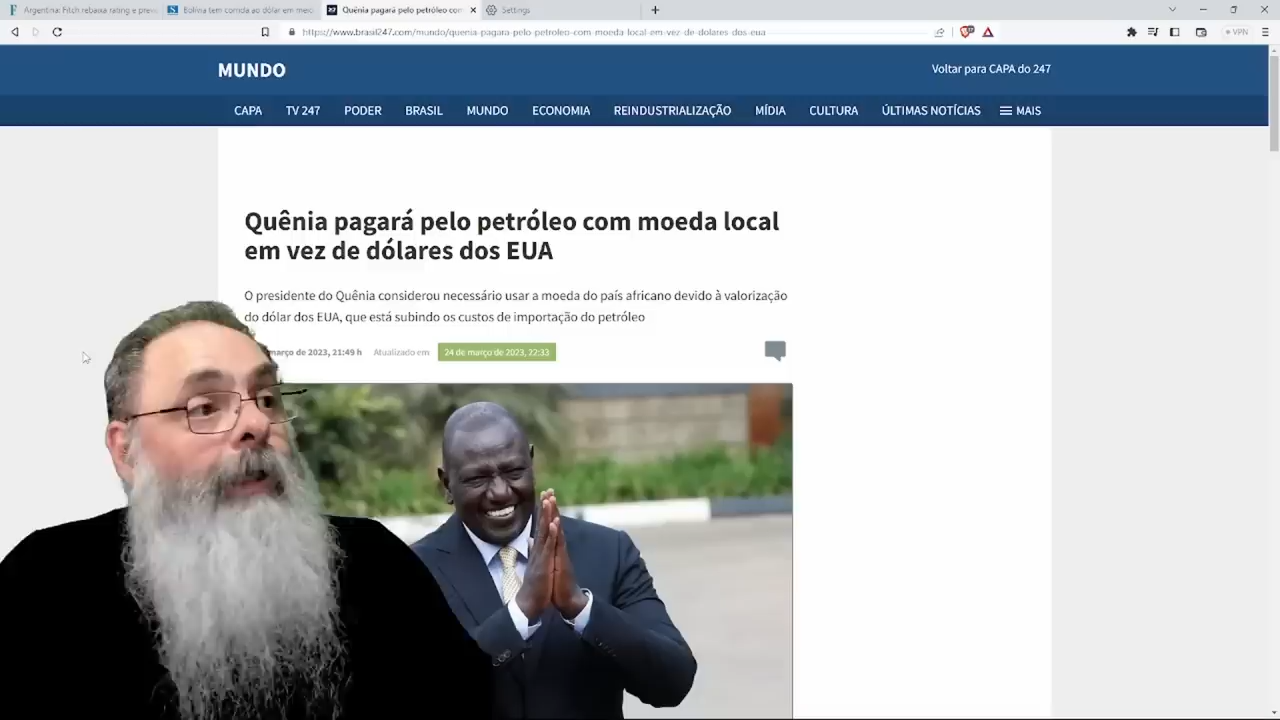 Argentina: Fitch rebaixa rating e prev
Bolívia tem corrida ao dólar em meio
Quênia pagará pelo petróleo com
Settings
https://www.brasil247.com/mundo/quenia-pagara-pelo-petroleo-com-moeda-local-em-vez-de-dolares-dos-eua
VPN
MUNDO
Voltar para CAPA do 247
CAPA TV 247 PODER BRASIL MUNDO ECONOMIA REINDUSTRIALIZAÇÃO MÍDIA CULTURA ÚLTIMAS NOTÍCIAS MAIS
Quênia pagará pelo petróleo com moeda local
em vez de dólares dos EUA
O presidente do Quênia considerou necessário usar a moeda do país africano devido à valorização
do dólar dos EUA, que está subindo os custos de importação do petróleo
março de 2023, 21:49 h Atualizado em 24 de março de 2023, 22:33